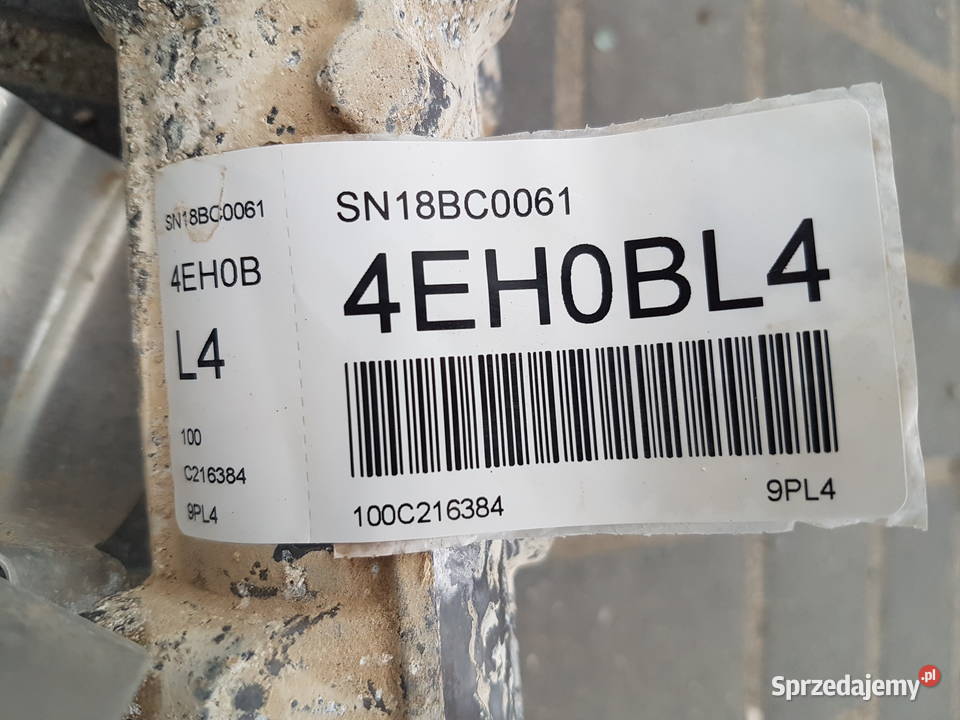 SN18BC0061
4EH0B
L4
100
C216384
9PL4
SN18BC0061
4EH0BL4
100C216384
9PL4
Sprzedajemy.pl